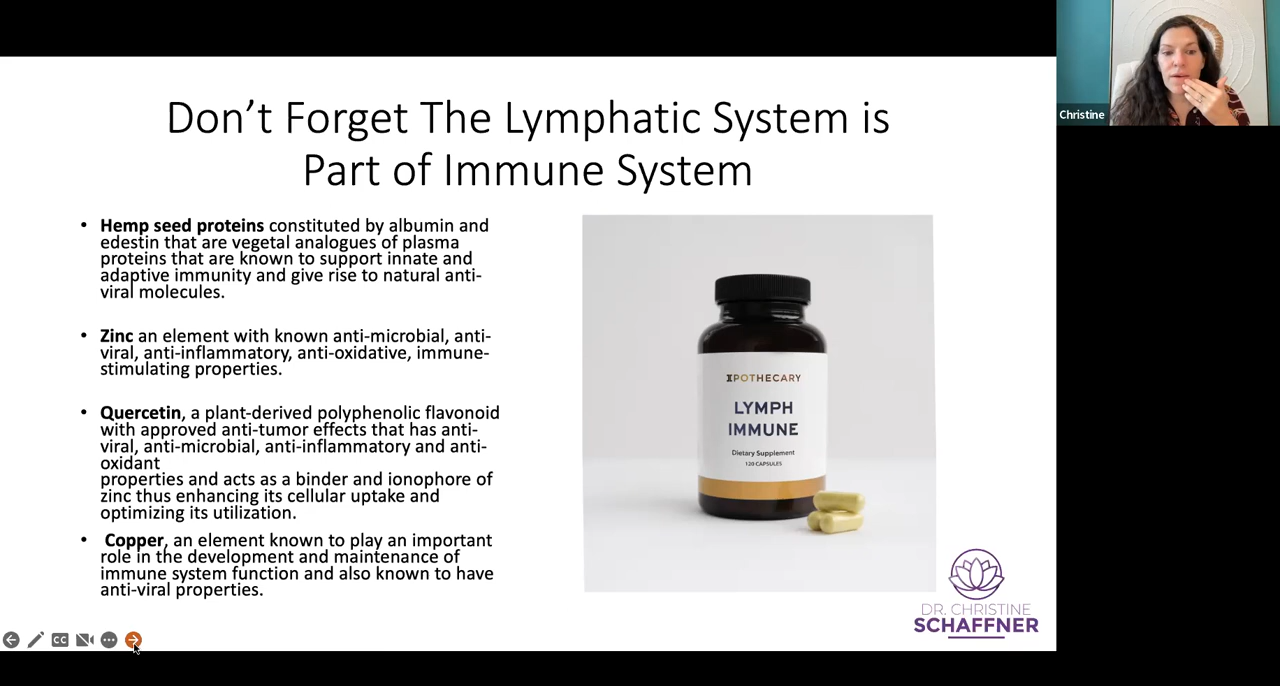 Don’t Forget The Lymphatic System is
Part of Immune System
Christine
• Hemp seed proteins constituted by albumin and
edestin that are vegetal analogues of plasma
proteins that are known to support innate and
adaptive immunity and give rise to natural anti-
viral molecules.
• Zinc an element with known anti-microbial, anti-
viral, anti-inflammatory, anti-oxidative, immune-
stimulating properties.
• Quercetin, a plant-derived polyphenolic flavonoid
with approved anti-tumor effects that has anti-
viral, anti-microbial, anti-inflammatory and anti-
oxidant
properties and acts as a binder and ionophore of
zinc thus enhancing its cellular uptake and
optimizing its utilization.
• Copper, an element known to play an important
role in the development and maintenance of
immune system function and also known to have
anti-viral properties.
POTHECARY
LYMPH
IMMUNE
Dietary Supplement
120 CAPSULES
DR. CHRISTINE
SCHAFFNER
CC